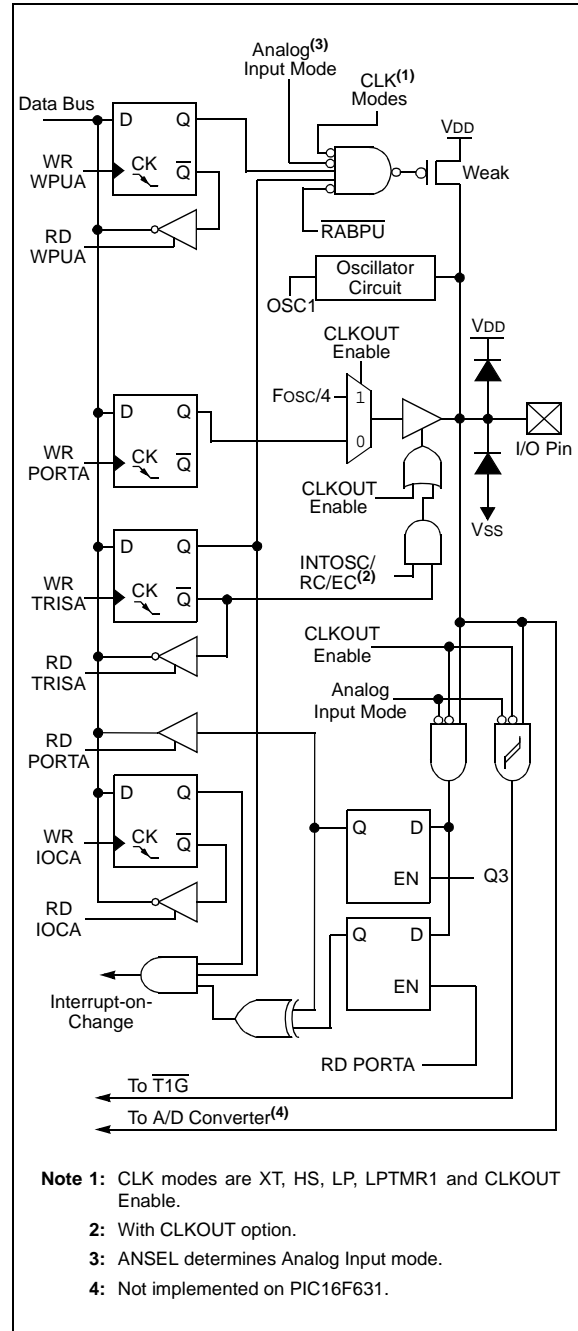 Analog(3)
Input Mode
CLK(1)
Modes
Data Bus
D Q
VDD
WR
WPUA
CK Q
Weak
RD
WPUA
RABPU
Oscillator
Circuit
OSC1
CLKOUT
Enable
VDD
FOSC/4
1
D Q
0
I/O Pin
WR
PORTA
CK Q
CLKOUT
Enable
VSS
D Q
INTOSC/
RC/EC(2)
WR
TRISA
CK Q
CLKOUT
Enable
RD
TRISA
Analog
Input Mode
RD
PORTA
D Q
Q D
WR
IOCA
CK Q
EN
Q3
RD
IOCA
Q D
EN
Interrupt-on-
Change
RD PORTA
To T1G
To A/D Converter(4)
Note 1: CLK modes are XT, HS, LP, LPTMR1 and CLKOUT
Enable.
2: With CLKOUT option.
3: ANSEL determines Analog Input mode.
4: Not implemented on PIC16F631.